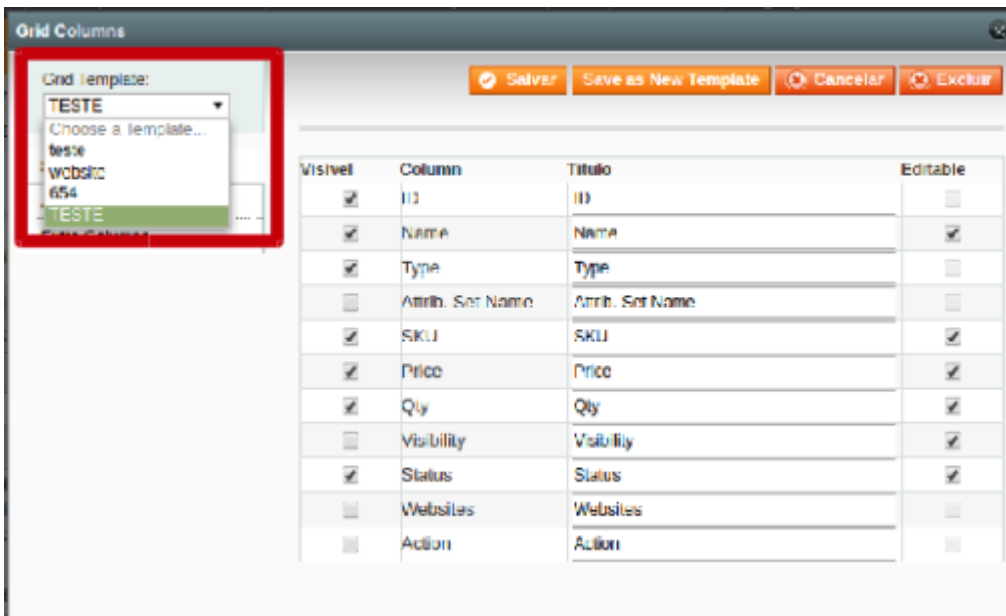 Grid Columns
Grid Template:
TESTE
Choose a Template...
teste
website
654
TESTE
Extra Columns
Salvar Save as New Template Cancelar Excluir
Visivel Column Titulo Editable
ID ID
Name Name
Type Type
Attrib. Set Name Attrib. Set Name
SKU SKU
Price Price
Qty Qty
Visibility Visibility
Status Status
Websites Websites
Action Action